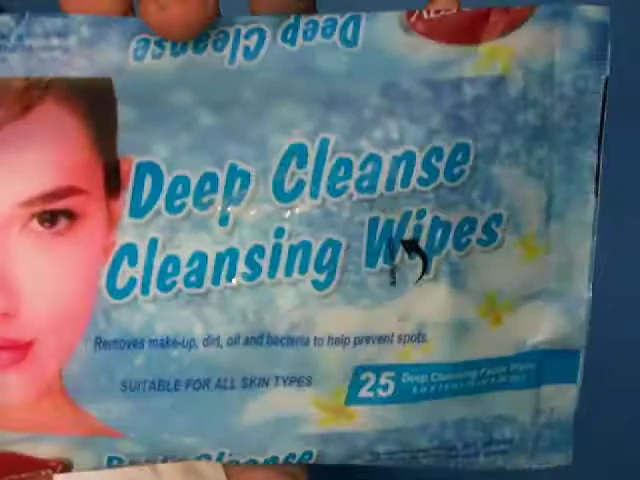 Deep Cleanse
Deep Cleanse
Cleansing Wipes
Removes make-up, dirt, oil and bacteria to help prevent spots.
SUITABLE FOR ALL SKIN TYPES
25 Deep Cleansing Facial Wipes
Cleanse